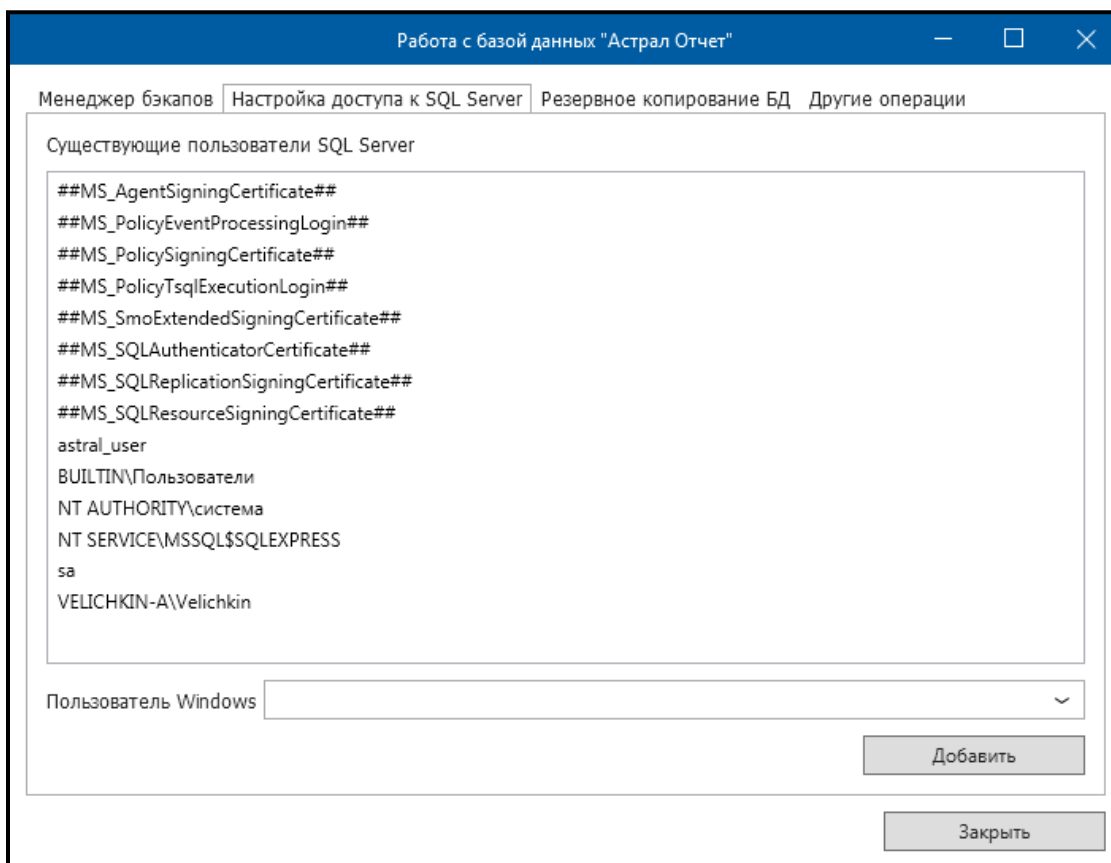 Работа с базой данных "Астрал Отчет"
Менеджер бэкапов Настройка доступа к SQL Server Резервное копирование БД Другие операции
Существующие пользователи SQL Server
##MS_AgentSigningCertificate##
##MS_PolicyEventProcessingLogin##
##MS_PolicySigningCertificate##
##MS_PolicyTsqlExecutionLogin##
##MS_SmoExtendedSigningCertificate##
##MS_SQLAuthenticatorCertificate##
##MS_SQLReplicationSigningCertificate##
##MS_SQLResourceSigningCertificate##
astral_user
BUILTIN\Пользователи
NT AUTHORITY\система
NT SERVICE\MSSQL$SQLEXPRESS
sa
VELICHKIN-A\Velichkin
Пользователь Windows
Добавить
Закрыть